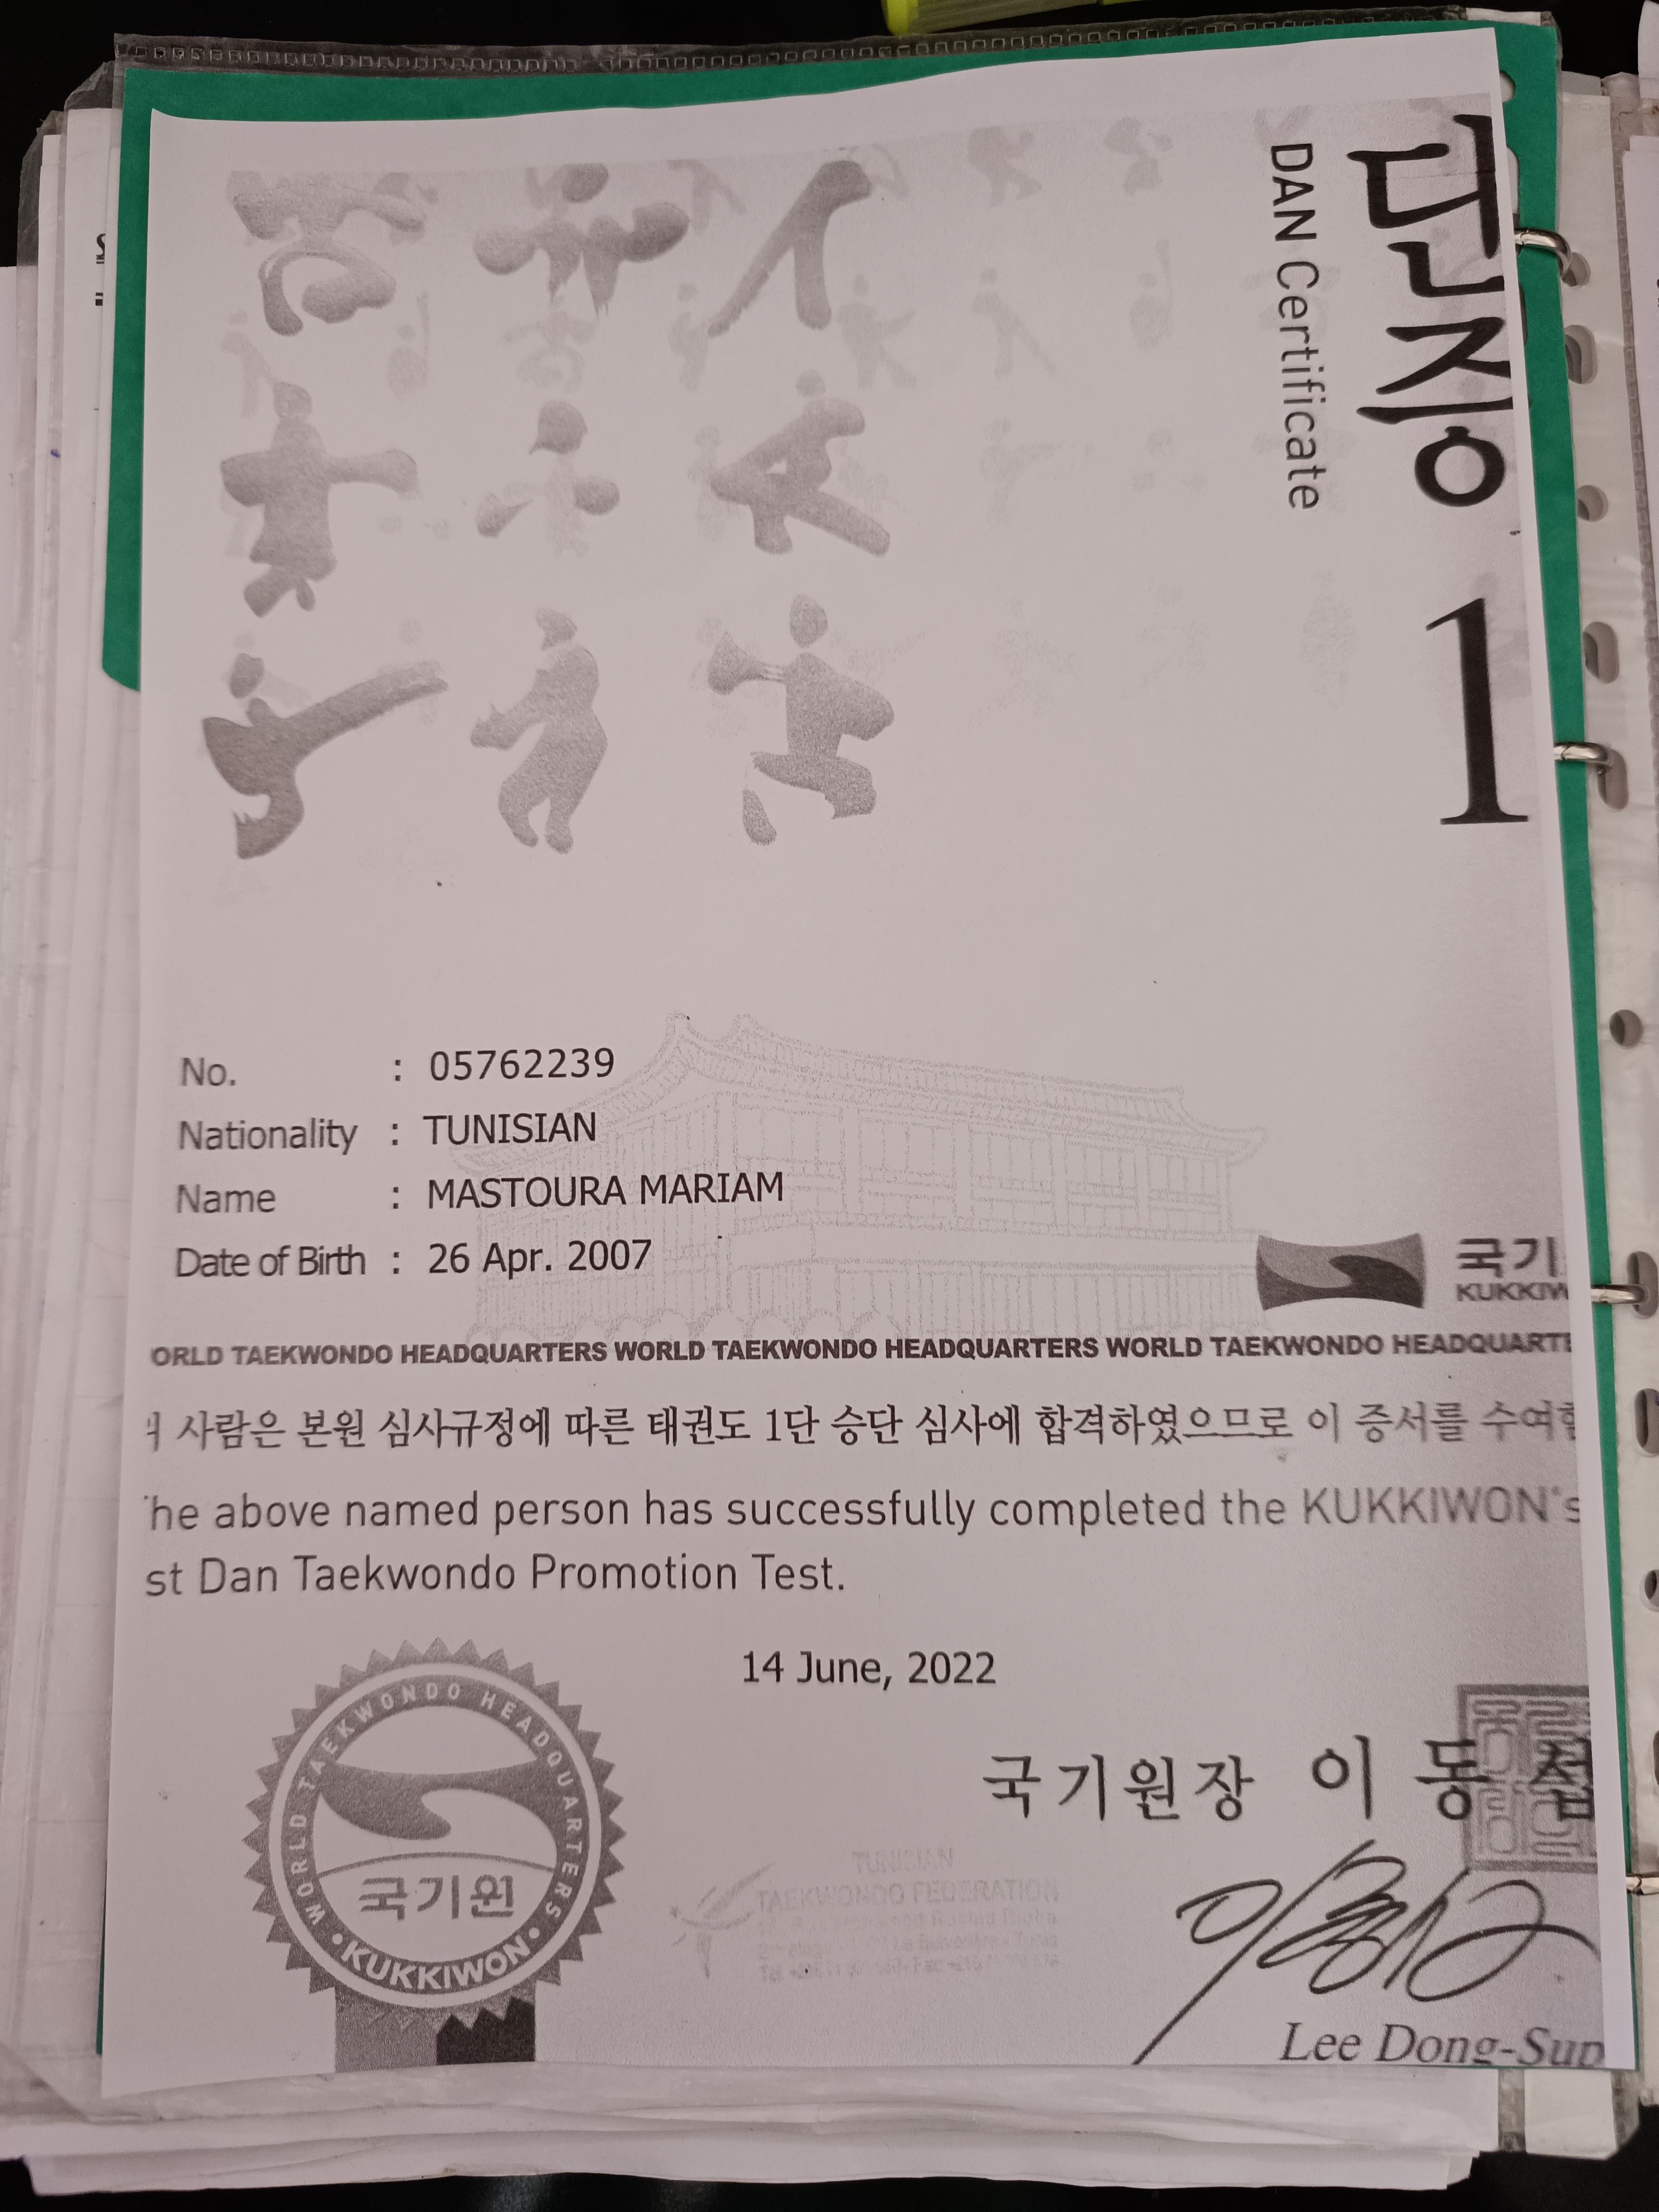 단증 1
DAN Certificate
No. : 05762239
Nationality : TUNISIAN
Name : MASTOURA MARIAM
Date of Birth : 26 Apr. 2007
국기
KUKKIW
ORLD TAEKWONDO HEADQUARTERS WORLD TAEKWONDO HEADQUARTERS WORLD TAEKWONDO HEADQUARTE
사람은 본원 심사규정에 따른 태권도 1단 승단 심사에 합격하였으므로 이 증서를 수여
he above named person has successfully completed the KUKKIWON's
st Dan Taekwondo Promotion Test.
14 June, 2022
국기원장 이 동 섭
WORLD TAEKWONDO HEADQUARTERS
국기원
• KUKKIWON •
TUNISIAN
TAEKWONDO FEDERATION
Lee Dong-Sup